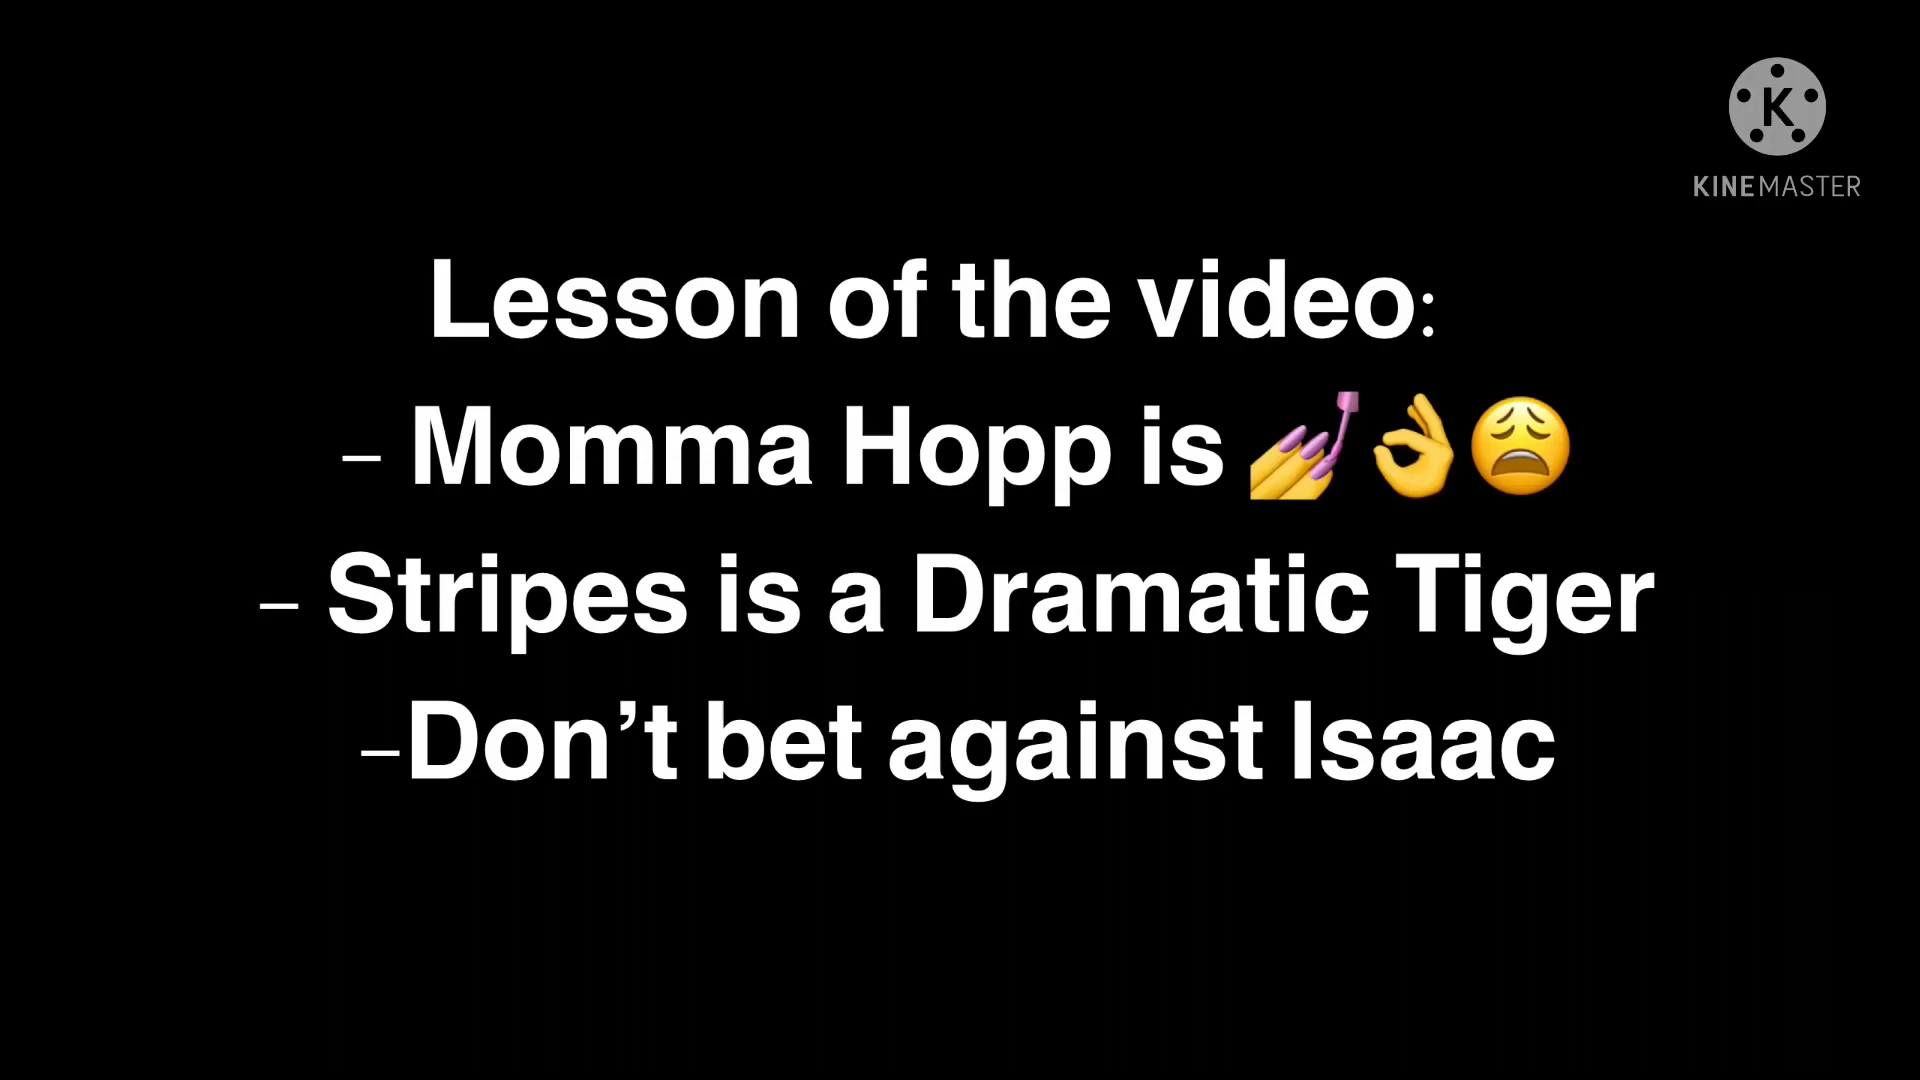 K
KINEMASTER
Lesson of the video:
– Momma Hopp is 💅👌😩
– Stripes is a Dramatic Tiger
–Don’t bet against Isaac